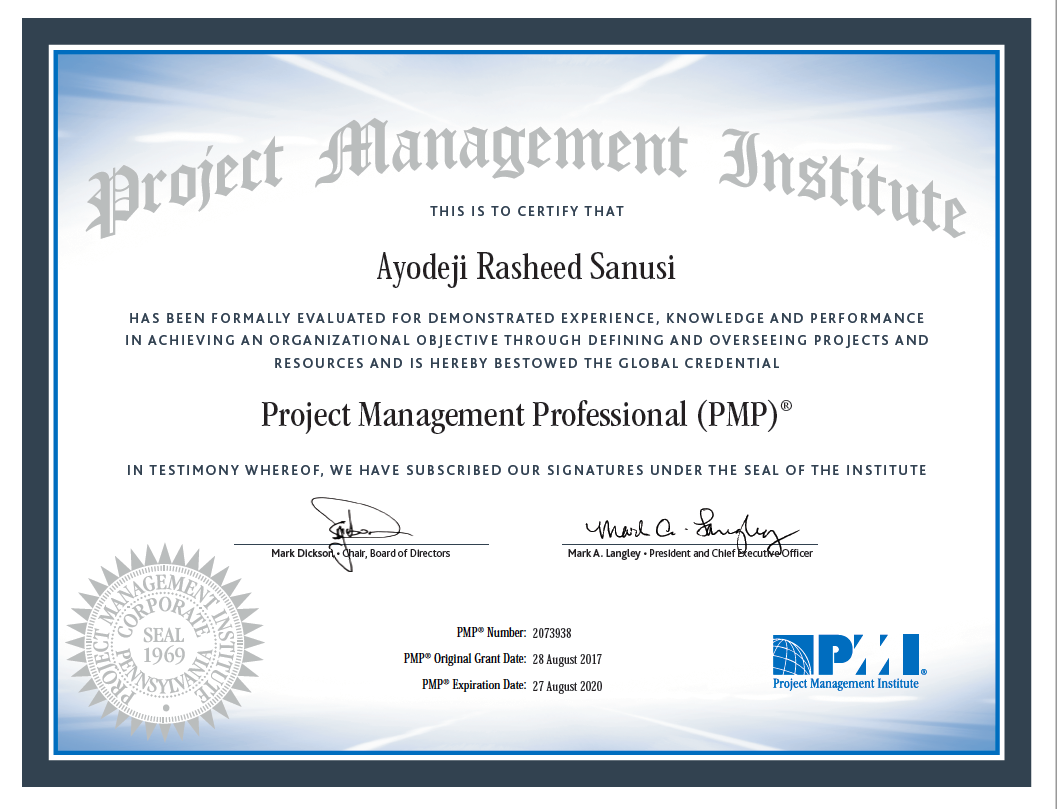 Project Management Institute
THIS IS TO CERTIFY THAT
Ayodeji Rasheed Sanusi
HAS BEEN FORMALLY EVALUATED FOR DEMONSTRATED EXPERIENCE, KNOWLEDGE AND PERFORMANCE
IN ACHIEVING AN ORGANIZATIONAL OBJECTIVE THROUGH DEFINING AND OVERSEEING PROJECTS AND
RESOURCES AND IS HEREBY BESTOWED THE GLOBAL CREDENTIAL
Project Management Professional (PMP)®
IN TESTIMONY WHEREOF, WE HAVE SUBSCRIBED OUR SIGNATURES UNDER THE SEAL OF THE INSTITUTE
Mark A. Langley
Mark Dickson • Chair, Board of Directors
Mark A. Langley • President and Chief Executive Officer
PROJECT MANAGEMENT INSTITUTE
CORPORATE
SEAL
1969
PENNSYLVANIA
PMP® Number: 2073938
PMP® Original Grant Date: 28 August 2017
PMP® Expiration Date: 27 August 2020
PMI®
Project Management Institute